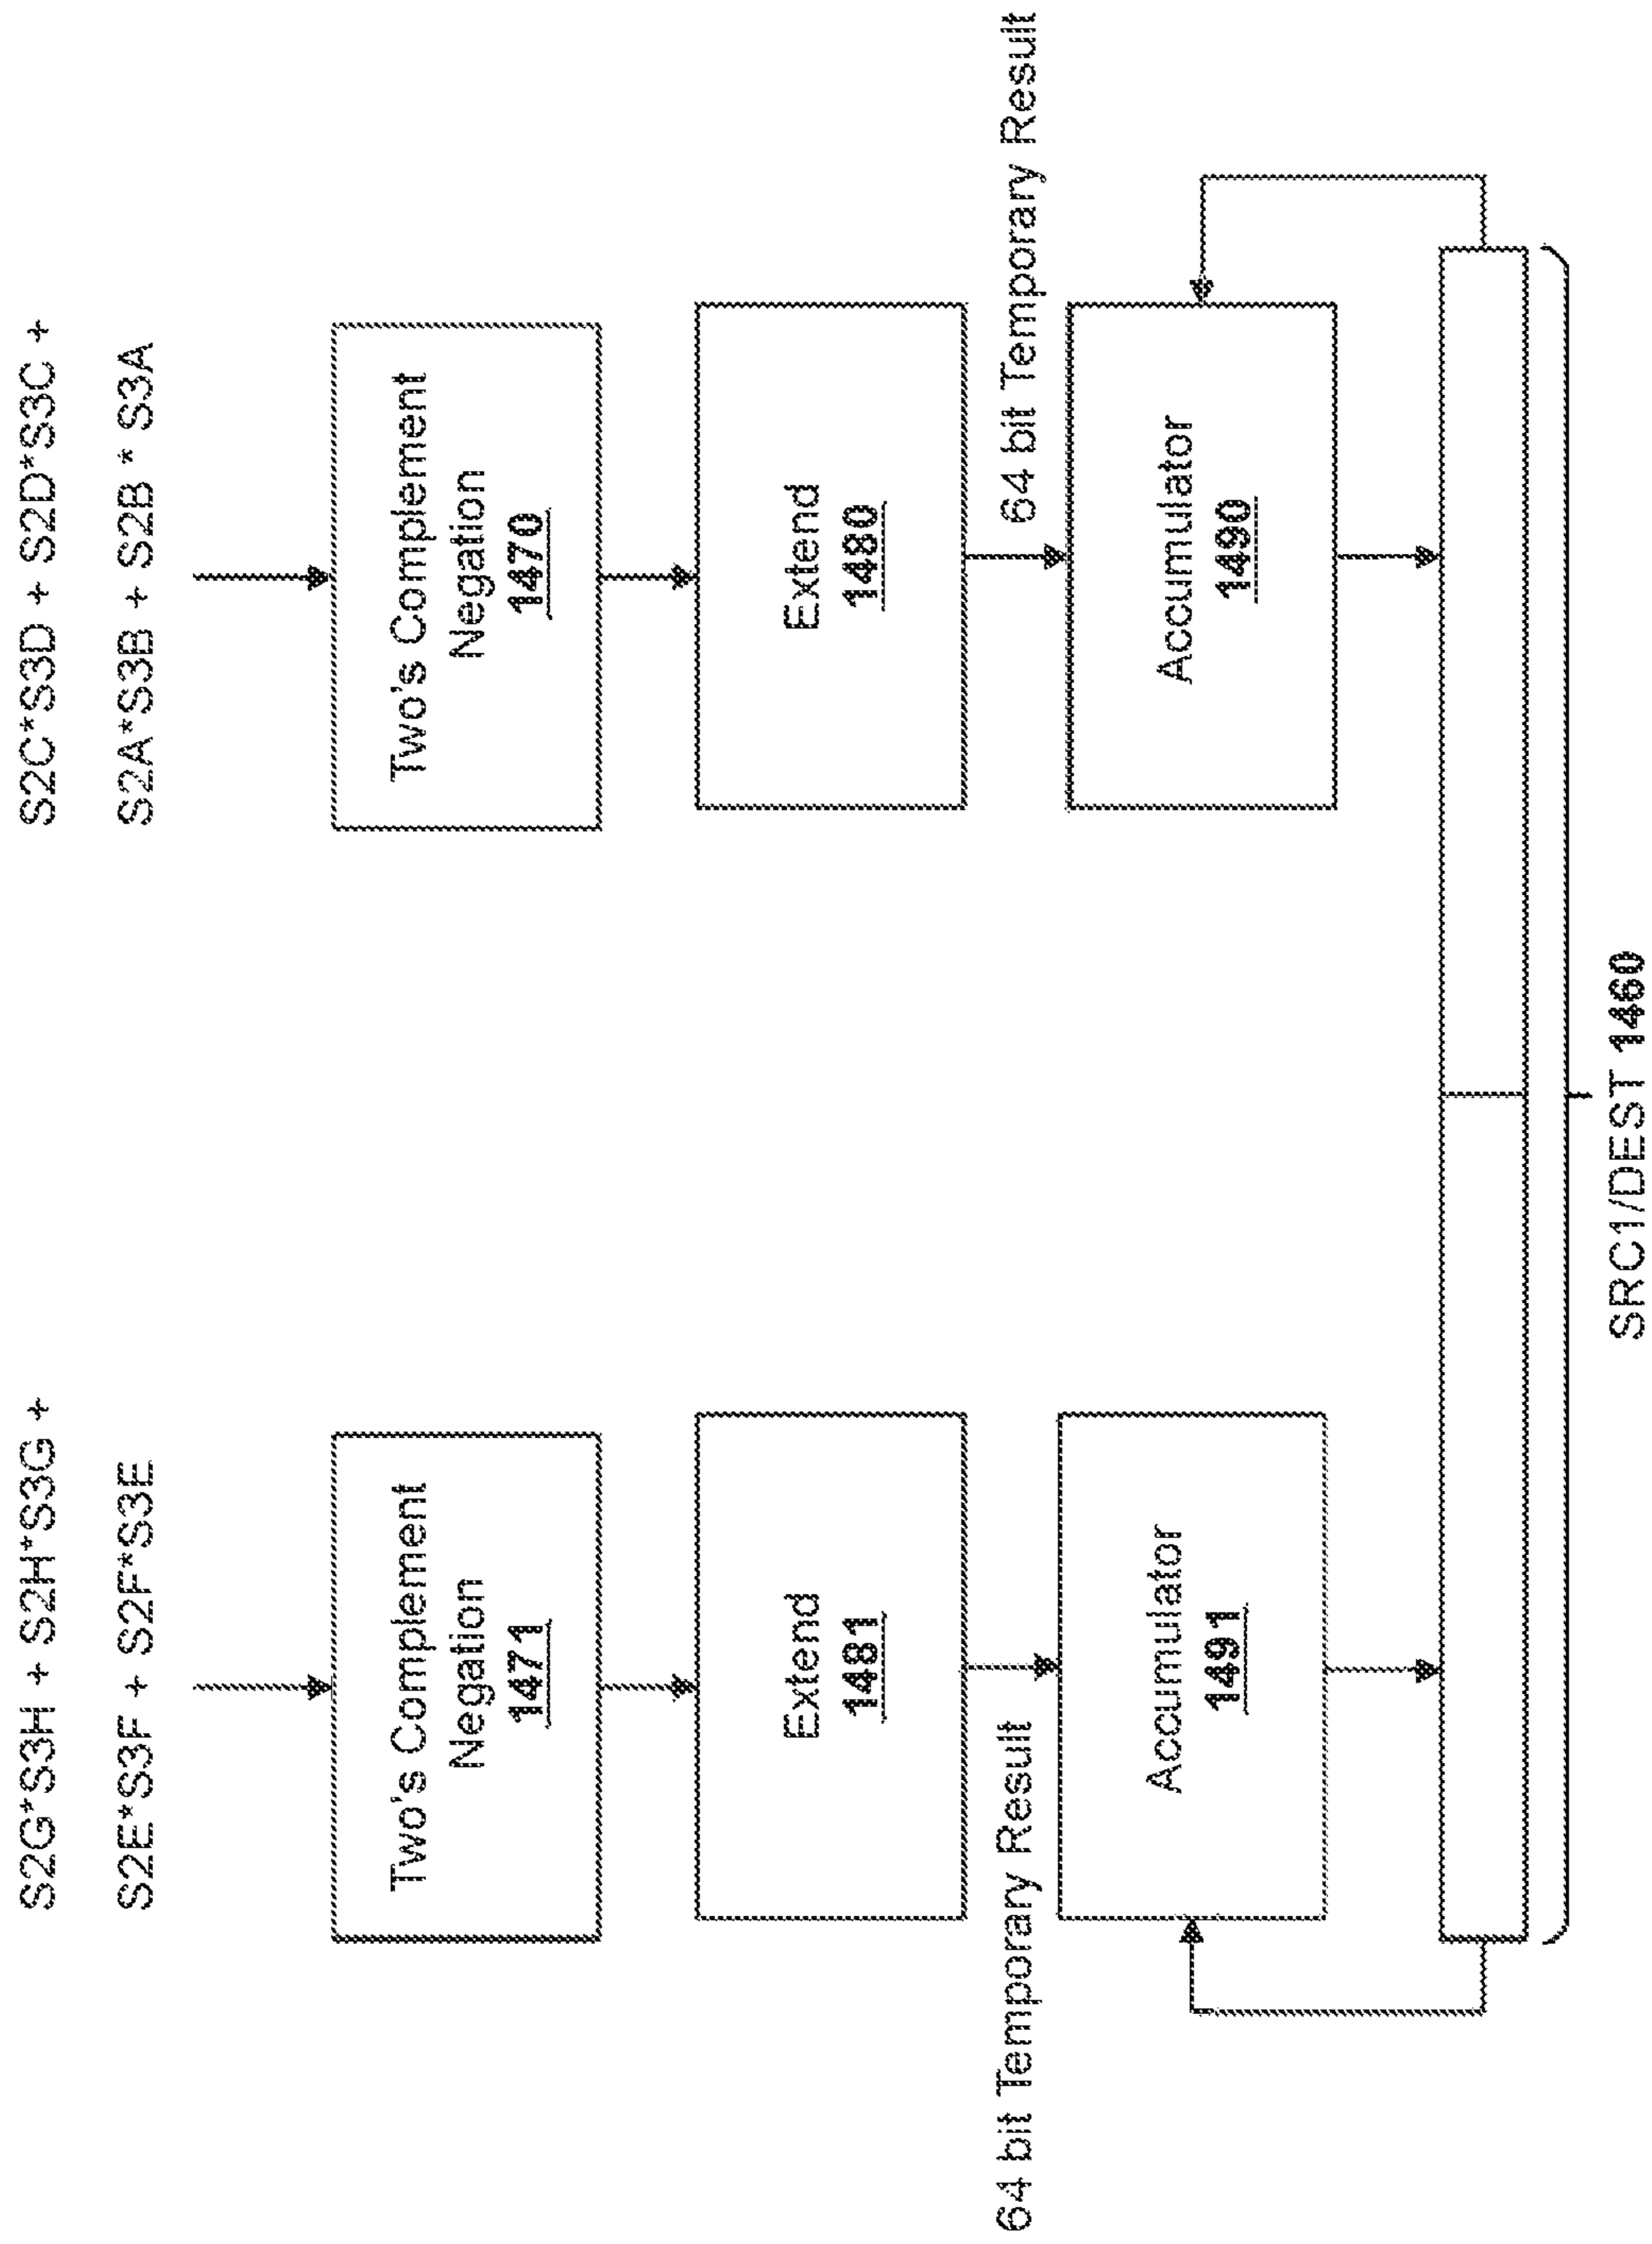 S2G*S3H + S2H*S3G +
S2E*S3F + S2F*S3E
S2C*S3D + S2D*S3C +
S2A*S3B + S2B * S3A
Two's Complement
Negation
1471
Two's Complement
Negation
1470
Extend
1481
Extend
1480
64 bit Temporary Result
64 bit Temporary Result
Accumulator
1491
Accumulator
1490
SRC1/DEST 1460